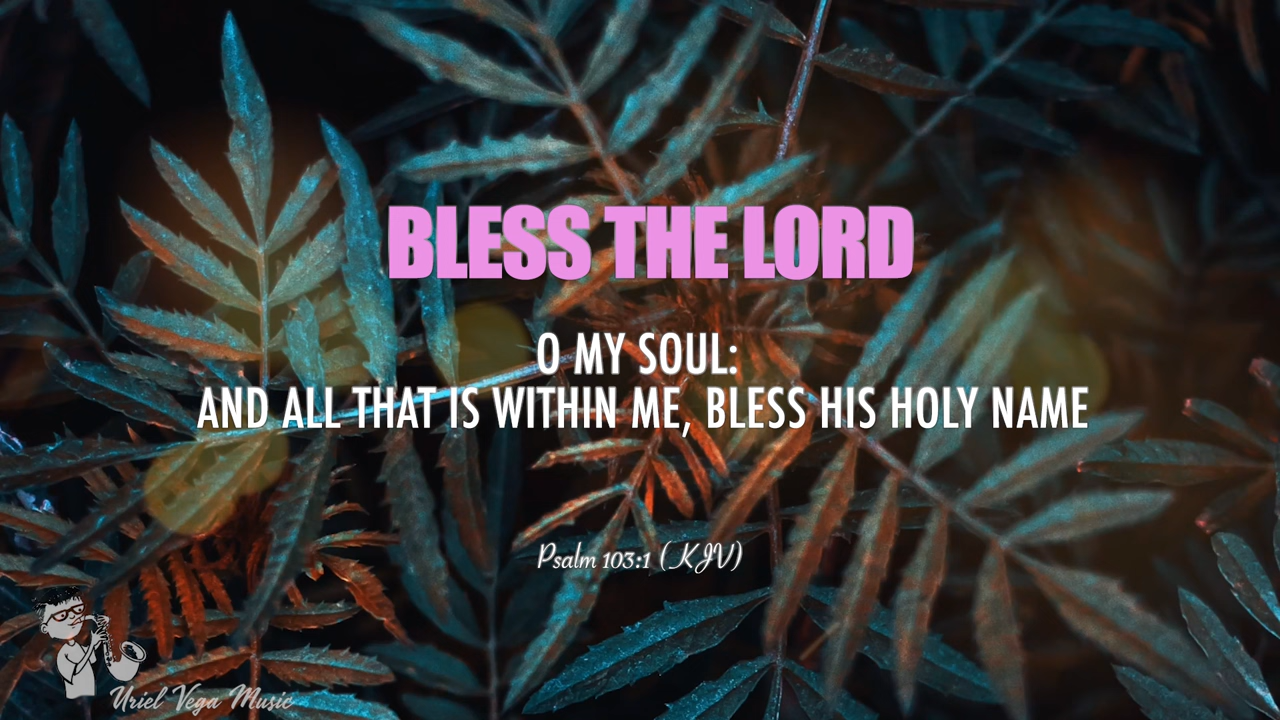 BLESS THE LORD
O MY SOUL:
AND ALL THAT IS WITHIN ME, BLESS HIS HOLY NAME
Psalm 103:1 (KJV)
Uriel Vega Music